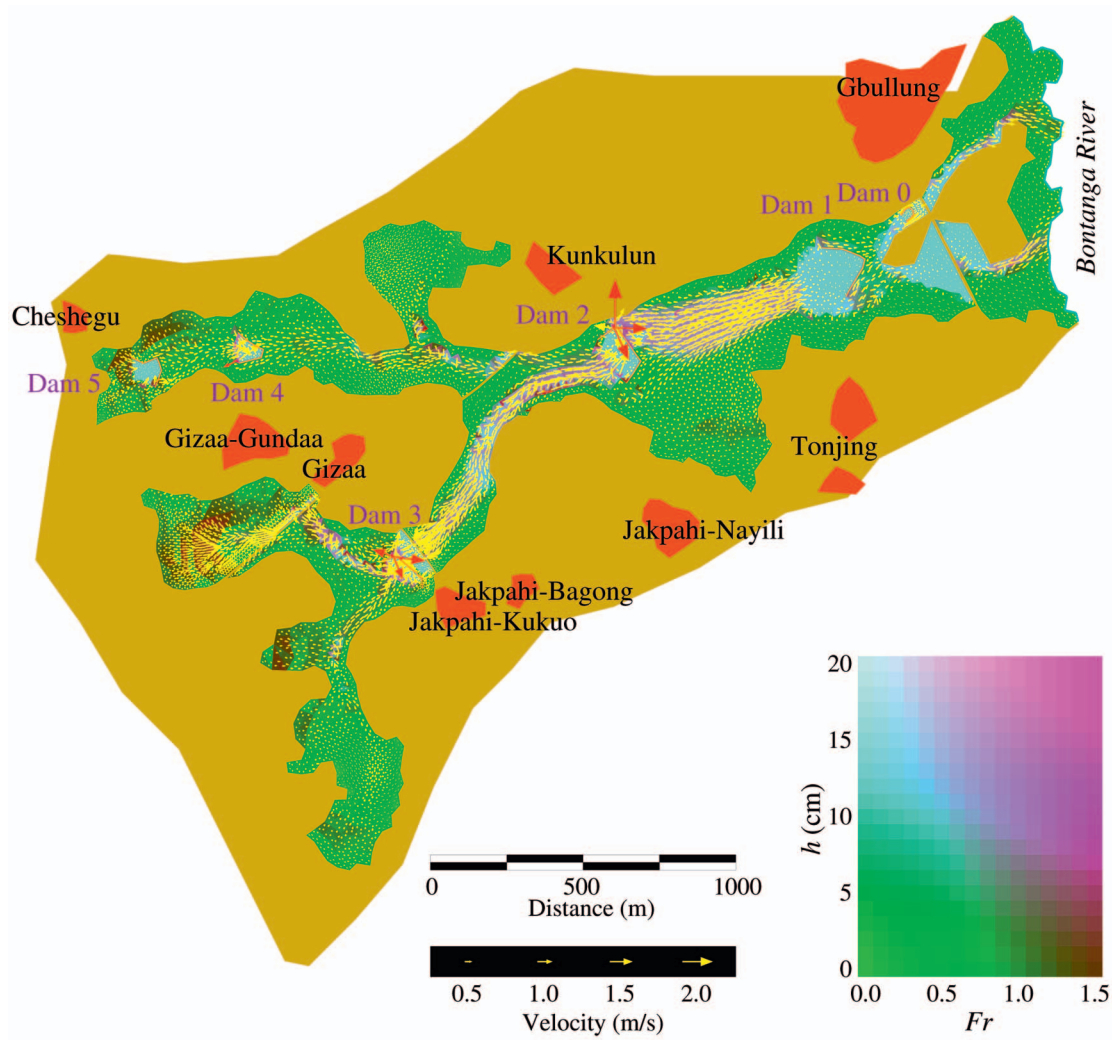 Gbullung
Bontanga River
Dam 0
Dam 1
Kunkulun
Dam 2
Cheshegu
Dam 5
Dam 4
Gizaa-Gundaa
Gizaa
Tonjing
Dam 3
Jakpahi-Nayili
Jakpahi-Bagong
Jakpahi-Kukuo
0 500 1000
Distance (m)
0.5 1.0 1.5 2.0
Velocity (m/s)
20
15
10
5
0
h (cm)
0.0 0.5 1.0 1.5
Fr